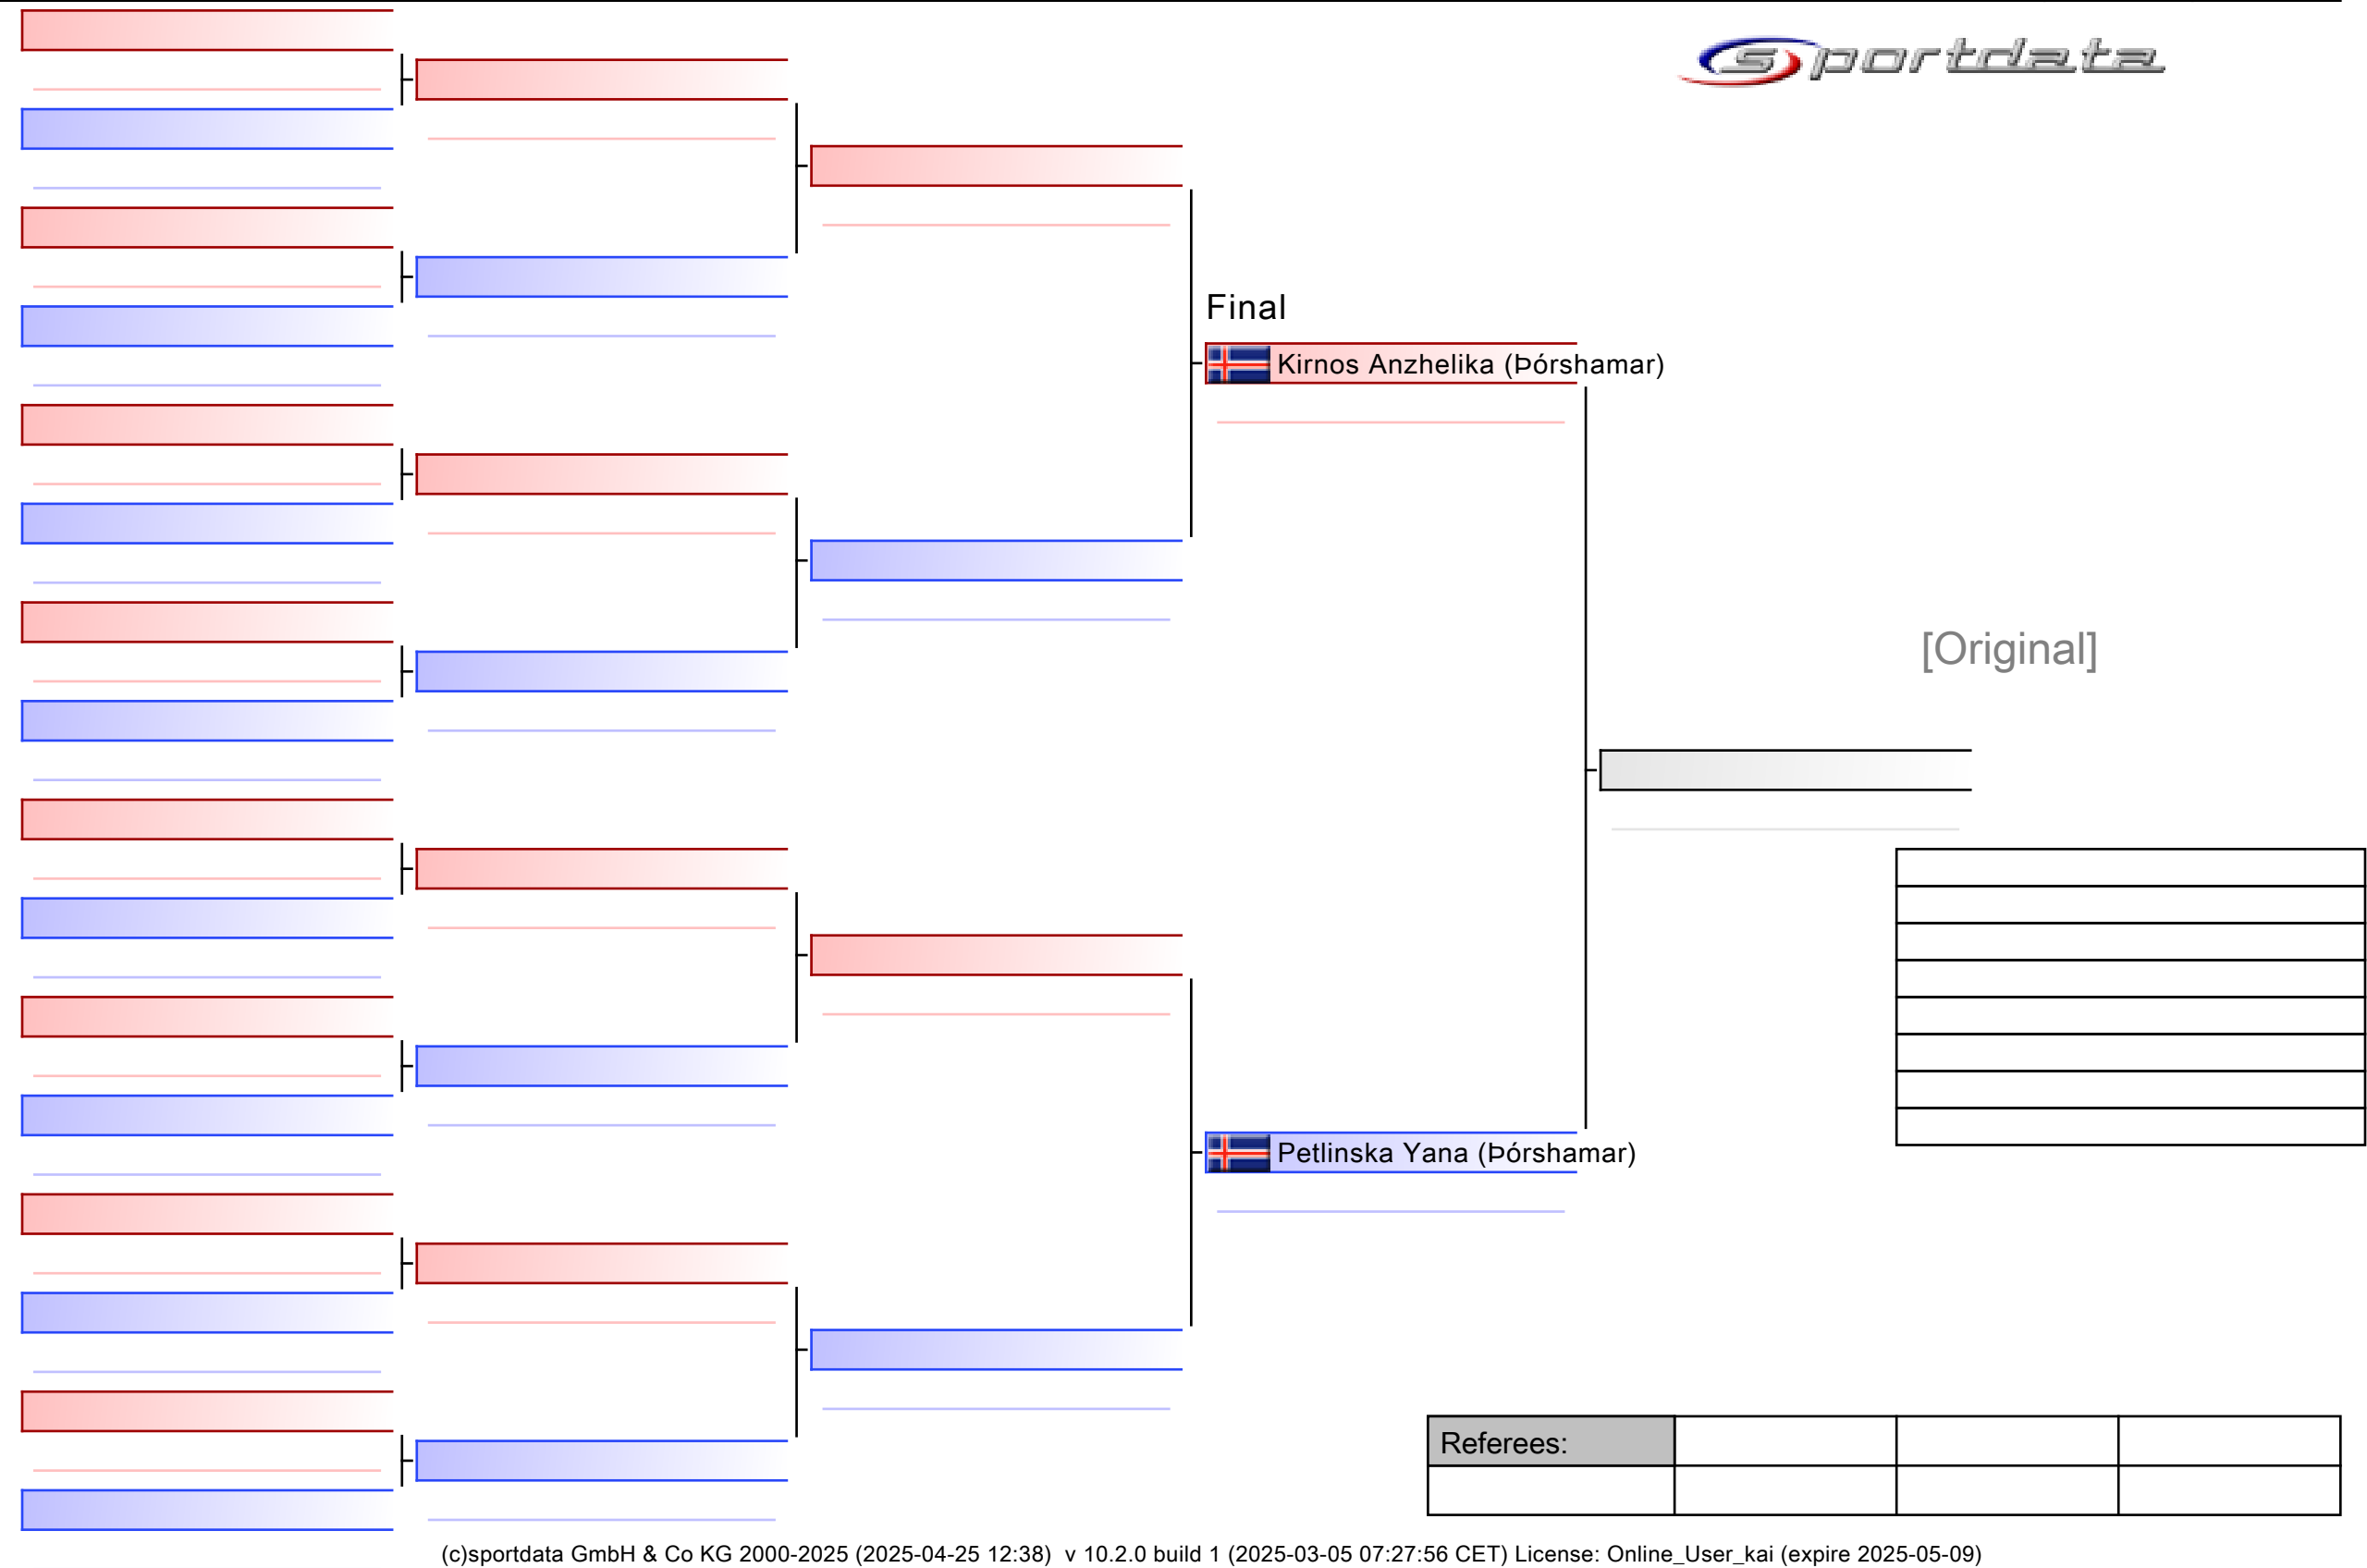 sportdata
Final
Kirnos Anzhelika (Þórshamar)
[Original]
Petlinska Yana (Þórshamar)
Referees:
(c)sportdata GmbH & Co KG 2000-2025 (2025-04-25 12:38)  v 10.2.0 build 1 (2025-03-05 07:27:56 CET) License: Online_User_kai (expire 2025-05-09)